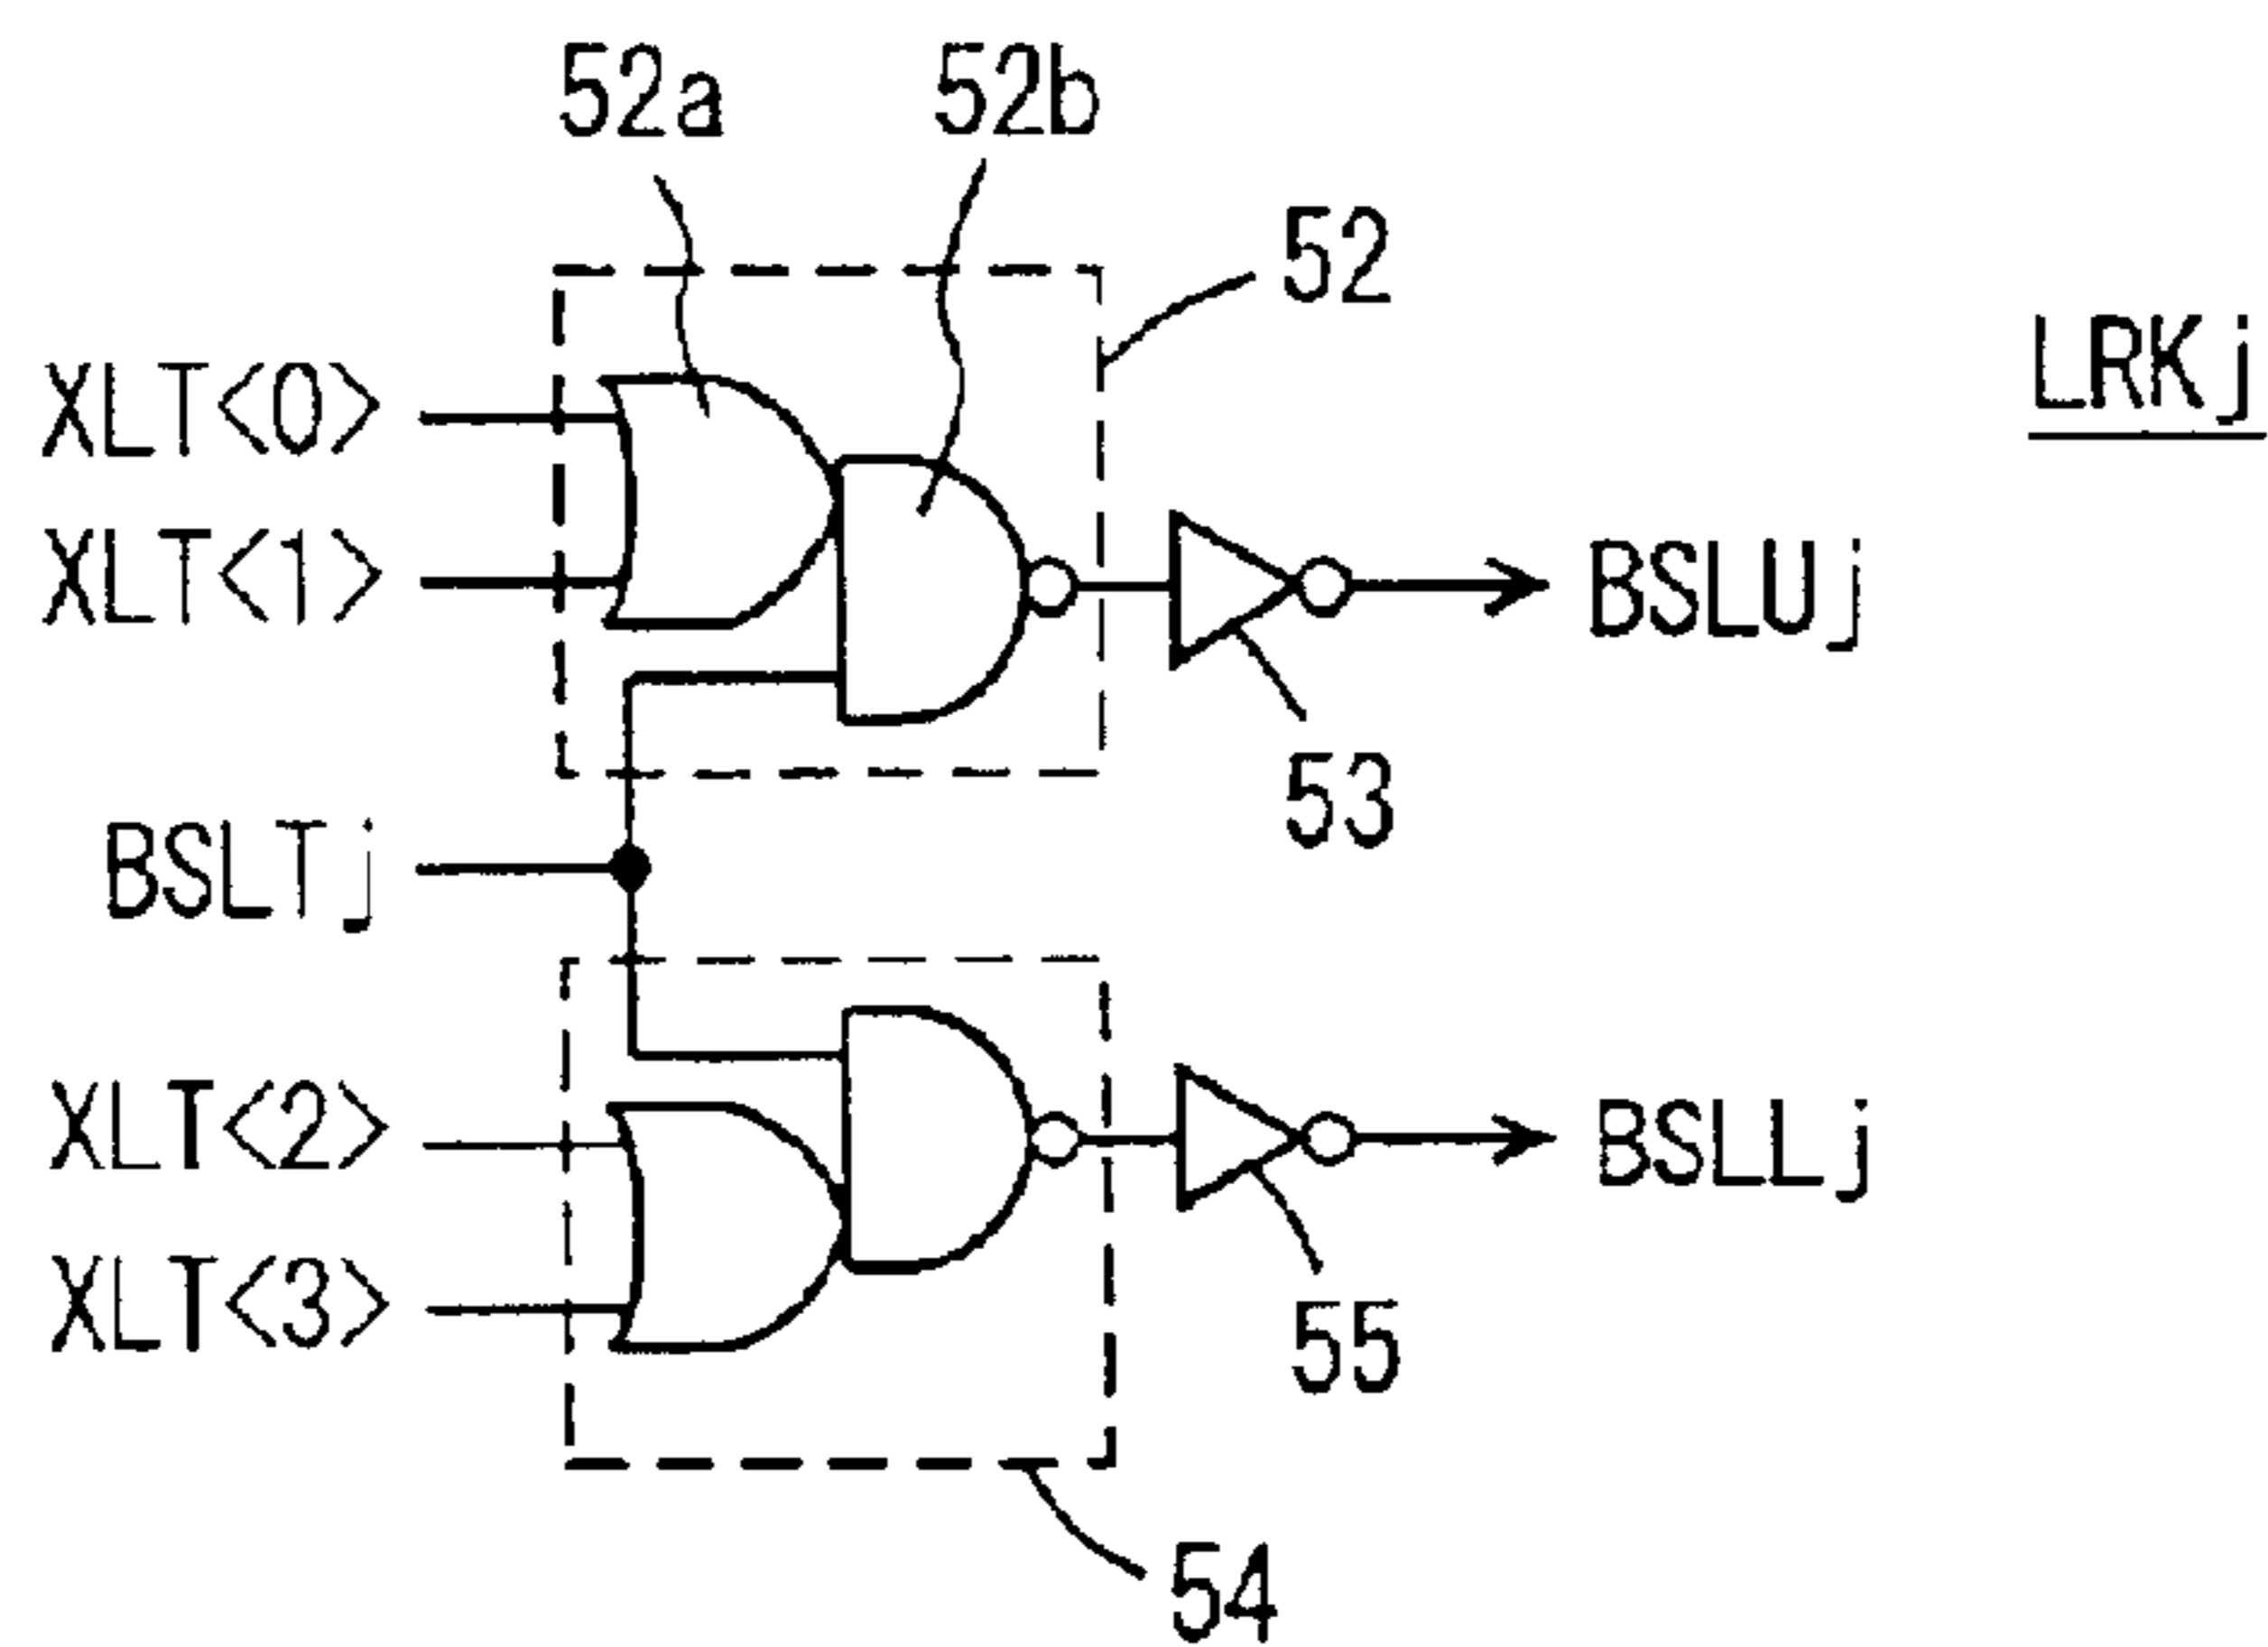 52a
52b
52
LRKj
XLT<0>
XLT<1>
BSLUj
53
BSLTj
XLT<2>
BSLLj
XLT<3>
55
54